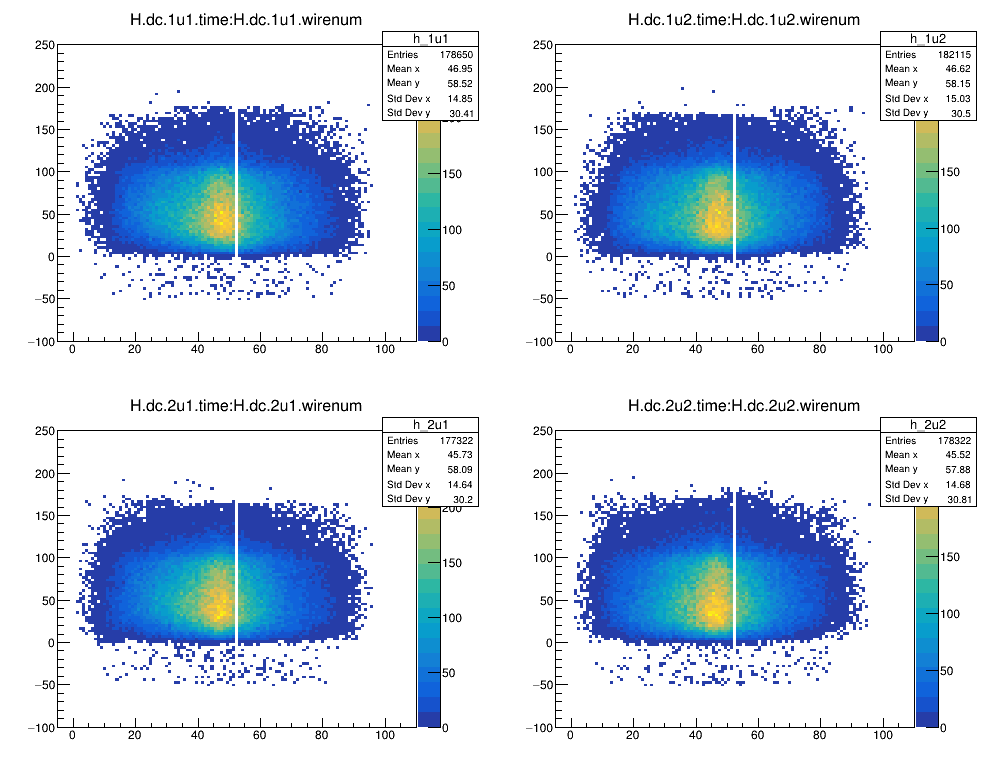 H.dc.1u1.time:H.dc.1u1.wirenum
h_1u1
Entries 178650
Mean x 46.95
Mean y 58.52
Std Dev x 14.85
Std Dev y 30.41
250
200
150
100
50
0
−50
−100
0 20 40 60 80 100
150
100
50
0
H.dc.1u2.time:H.dc.1u2.wirenum
h_1u2
Entries 182115
Mean x 46.62
Mean y 58.15
Std Dev x 15.03
Std Dev y 30.5
250
200
150
100
50
0
−50
−100
0 20 40 60 80 100
50
00
50
0
H.dc.2u1.time:H.dc.2u1.wirenum
h_2u1
Entries 177322
Mean x 45.73
Mean y 58.09
Std Dev x 14.64
Std Dev y 30.2
250
200
150
100
50
0
−50
−100
0 20 40 60 80 100
200
150
100
50
0
H.dc.2u2.time:H.dc.2u2.wirenum
h_2u2
Entries 178322
Mean x 45.52
Mean y 57.88
Std Dev x 14.68
Std Dev y 30.81
250
200
150
100
50
0
−50
−100
0 20 40 60 80 100
150
100
50
0